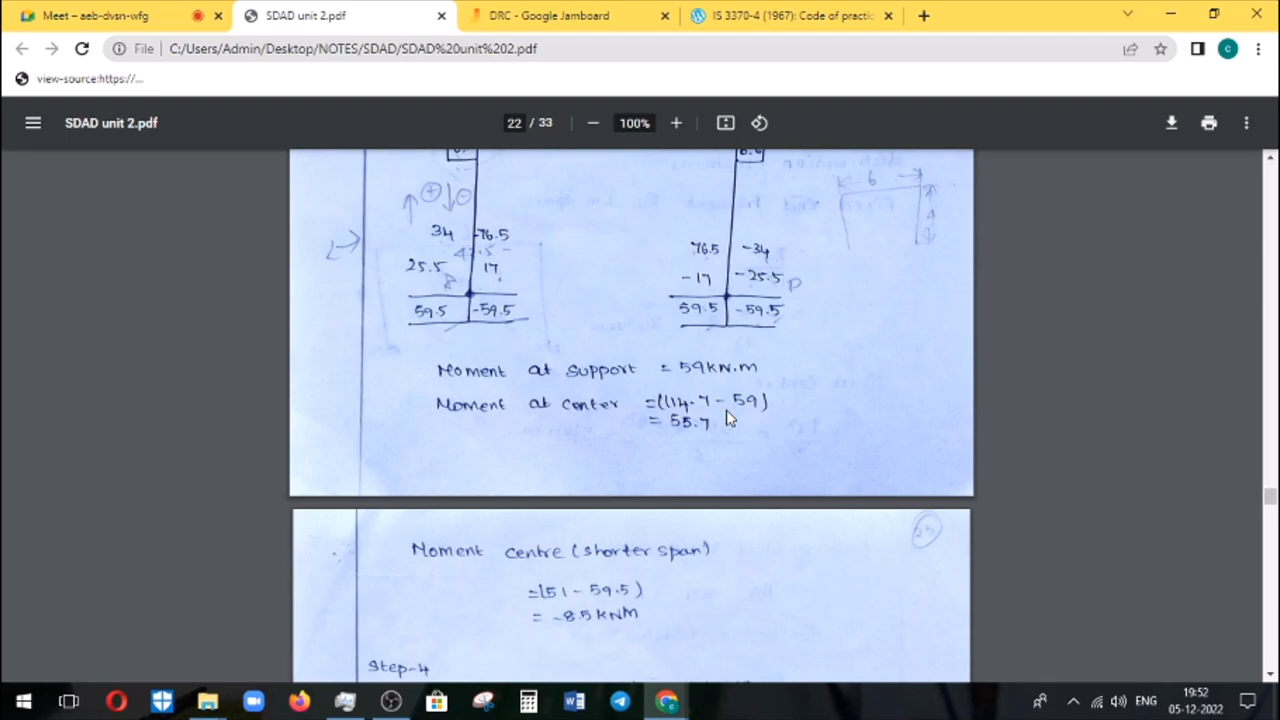 Meet – aeb-dvsn-wfg
SDAD unit 2.pdf
DRC - Google Jamboard
IS 3370-4 (1967): Code of practic
File C:/Users/Admin/Desktop/NOTES/SDAD/SDAD%20unit%202.pdf
view-source:https://...
SDAD unit 2.pdf
22 / 33
100%
6
34 -76.5
76.5 -34
25.5 17
-17 -25.5
59.5 -59.5
59.5 -59.5
Moment at support = 59KN.M
Moment at center =(114.7-59)
= 55.7
23
Moment centre (shorter span)
=(51-59.5)
= -8.5KNM
Step-4
ENG
19:52
05-12-2022